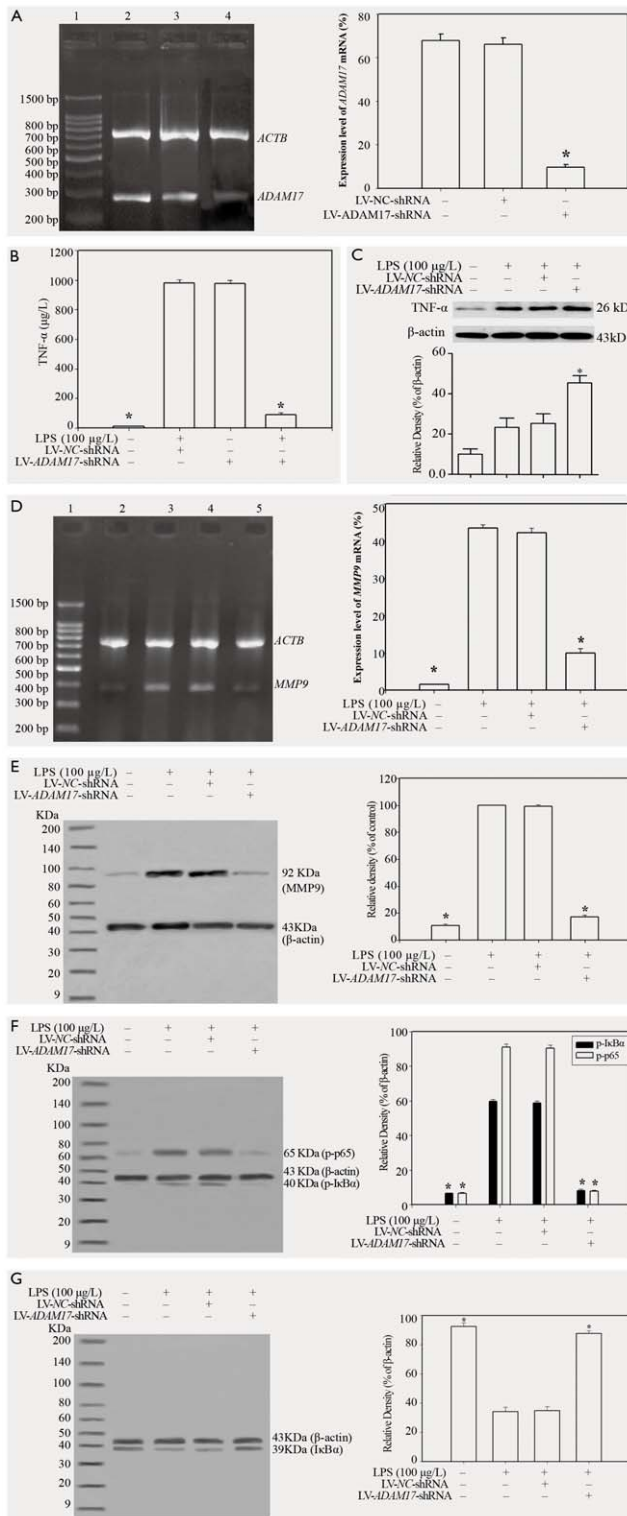 A
1 2 3 4
1500 bp
800 bp
700 bp
600 bp
500 bp
400 bp
300 bp
200 bp
ACTB
ADAM17
Expression level of ADAM17 mRNA (%)
80
60
40
20
0
*
LV-NC-shRNA – + –
LV-ADAM17-shRNA – – +
B
TNF-α (μg/L)
1200
1000
800
600
400
200
0
* *
LPS (100 μg/L) – + – +
LV-NC-shRNA – + – –
LV-ADAM17-shRNA – – + +
C
LPS (100 μg/L) – + + +
LV-NC-shRNA – – + –
LV-ADAM17-shRNA – – – +
TNF-α 26 kD
β-actin 43kD
Relative Density (% of β-actin)
60
40
20
0.0
*
D
1 2 3 4 5
1500 bp
800 bp
700 bp
600 bp
500 bp
400 bp
300 bp
200 bp
ACTB
MMP9
Expression level of MMP9 mRNA (%)
50
40
30
20
10
0
* *
LPS (100 μg/L) – + + +
LV-NC-shRNA – – + –
LV-ADAM17-shRNA – – – +
E
LPS (100 μg/L) – + + +
LV-NC-shRNA – – + –
LV-ADAM17-shRNA – – – +
KDa
200
140
100
80
60
50
40
30
20
9
92 KDa
(MMP9)
43KDa
(β-actin)
Relative density (% of control)
120
100
80
60
40
20
0
* *
LPS (100 μg/L) – + + +
LV-NC-shRNA – – + –
LV-ADAM17-shRNA – – – +
F
LPS (100 μg/L) – + + +
LV-NC-shRNA – – + –
LV-ADAM17-shRNA – – – +
KDa
200
140
100
80
60
50
40
30
20
9
65 KDa (p-p65)
43 KDa (β-actin)
40 KDa (p-IκBα)
Relative Density (% of β-actin)
100
80
60
40
20
0
p-IκBα
p-p65
* * * *
LPS (100 μg/L) – + + +
LV-NC-shRNA – – + –
LV-ADAM17-shRNA – – – +
G
LPS (100 μg/L) – + + +
LV-NC-shRNA – – + –
LV-ADAM17-shRNA – – – +
KDa
200
140
100
80
60
50
40
30
20
9
43KDa (β-actin)
39KDa (IκBα)
Relative Density (% of β-actin)
100
80
60
40
20
0
* *
LPS (100 μg/L) – + + +
LV-NC-shRNA – – + –
LV-ADAM17-shRNA – – – +